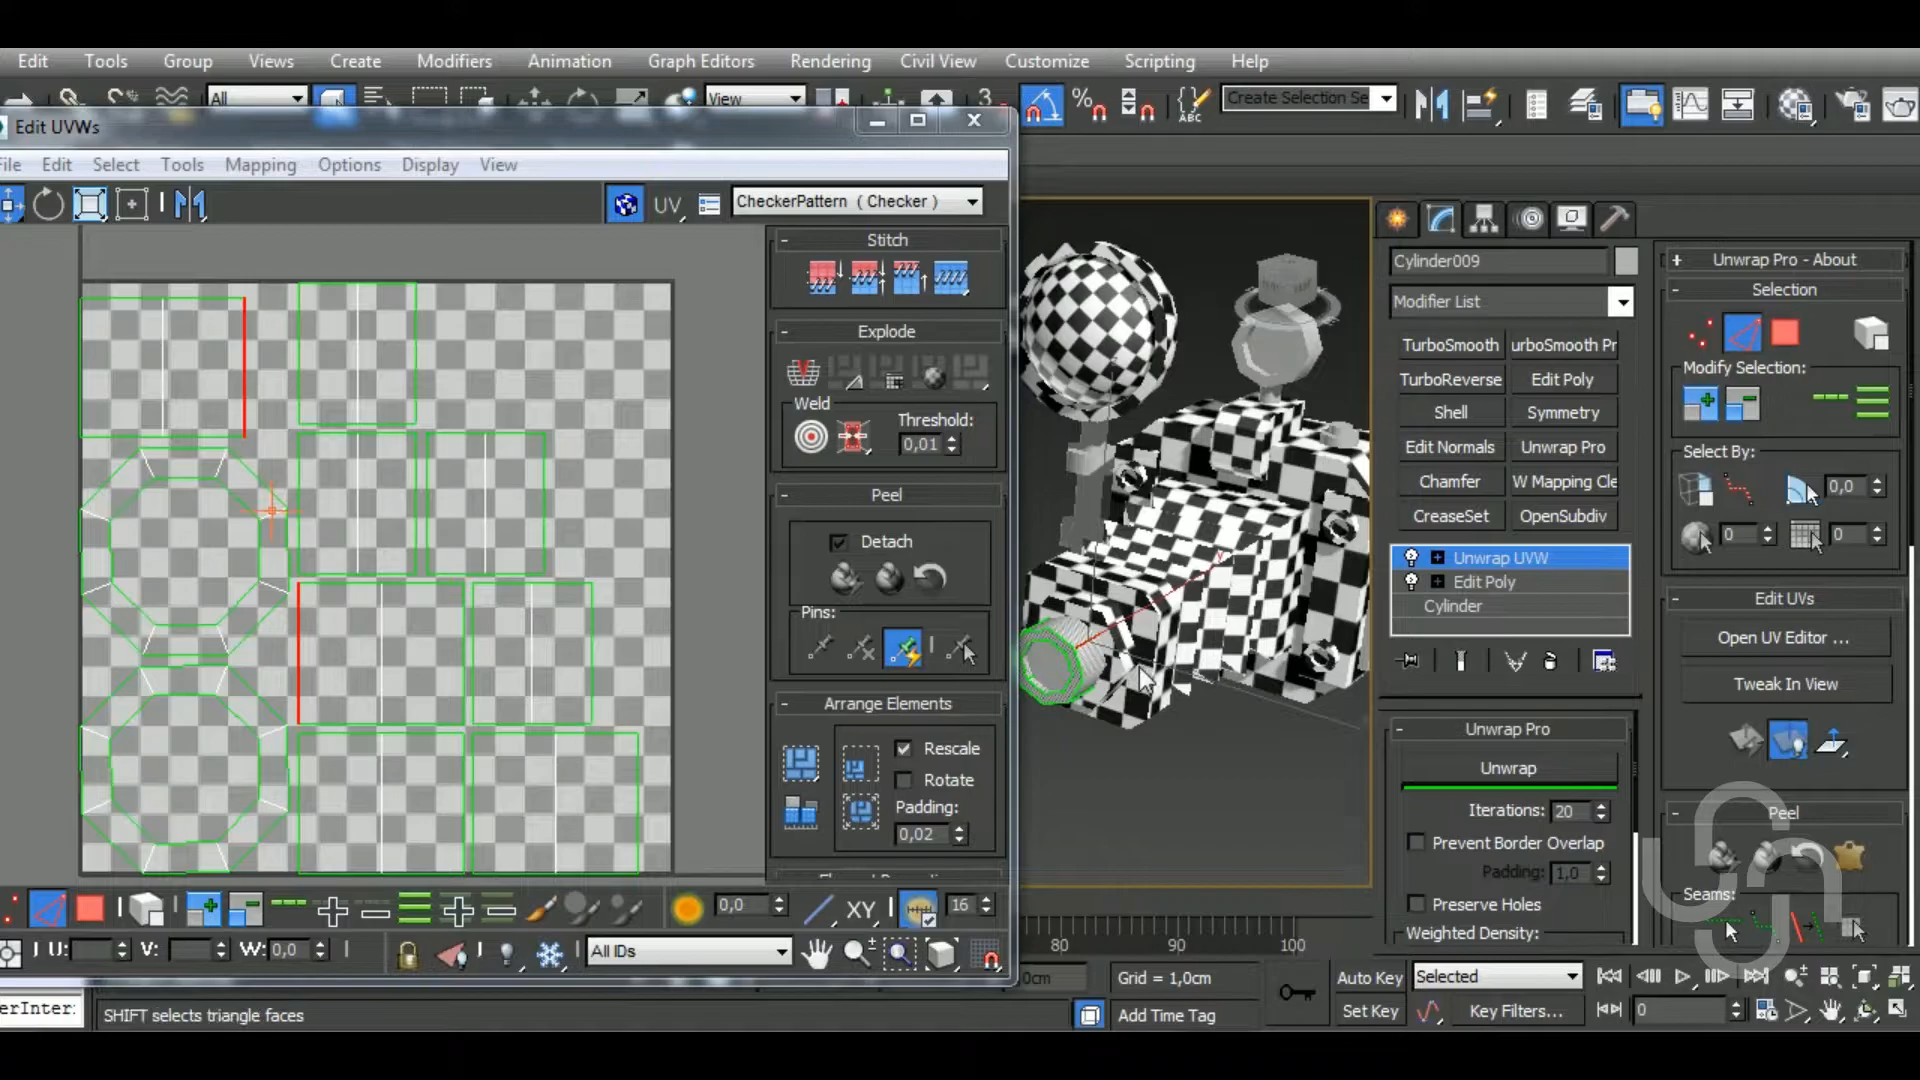 Edit Tools Group Views Create Modifiers Animation Graph Editors Rendering Civil View Customize Scripting Help
All View 3 % ABC Create Selection Se
Edit UVWs
File Edit Select Tools Mapping Options Display View
UV CheckerPattern ( Checker )
- Stitch
- Explode
Weld
Threshold:
0,01
- Peel
Detach
Pins:
- Arrange Elements
Rescale
Rotate
Padding:
0,02
0,0 XY 16
U: V: W: 0,0 All IDs
erInter:
SHIFT selects triangle faces
80 90 100
0cm Grid = 1,0cm
Add Time Tag
Auto Key Selected
Set Key Key Filters... 0
Cylinder009
Modifier List
TurboSmooth urboSmooth Pr
TurboReverse Edit Poly
Shell Symmetry
Edit Normals Unwrap Pro
Chamfer W Mapping Cle
CreaseSet OpenSubdiv
Unwrap UVW
Edit Poly
Cylinder
- Unwrap Pro
Unwrap
Iterations: 20
Prevent Border Overlap
Padding: 1,0
Preserve Holes
Weighted Density:
+ Unwrap Pro - About
- Selection
Modify Selection:
Select By:
0,0
0 0
- Edit UVs
Open UV Editor ...
Tweak In View
- Peel
Seams: